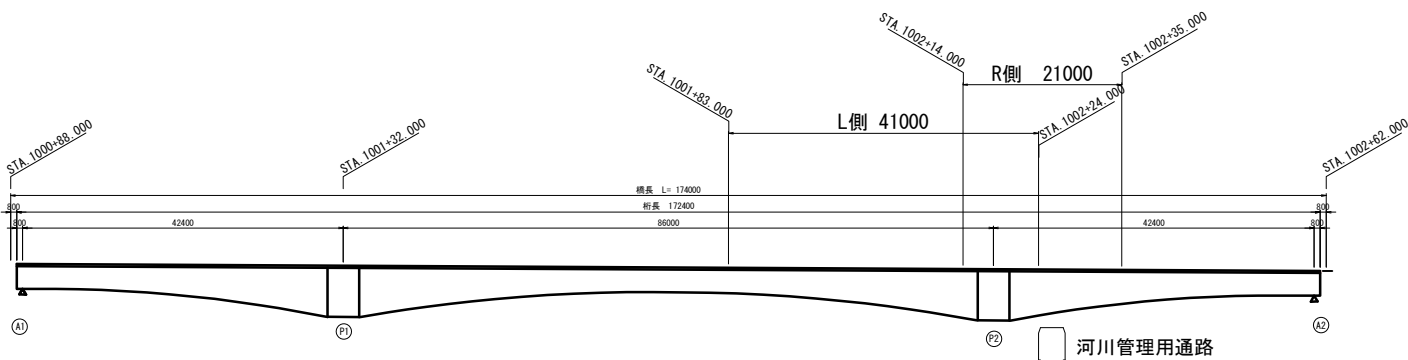 STA.1002+14.000
STA.1002+35.000
R側 21000
STA.1001+83.000
L側 41000
STA.1002+24.000
STA.1000+88.000
STA.1001+32.000
STA.1002+62.000
橋長 L= 174000
800
桁長 172400
800
800
42400
86000
42400
800
A1
P1
P2
A2
河川管理用通路